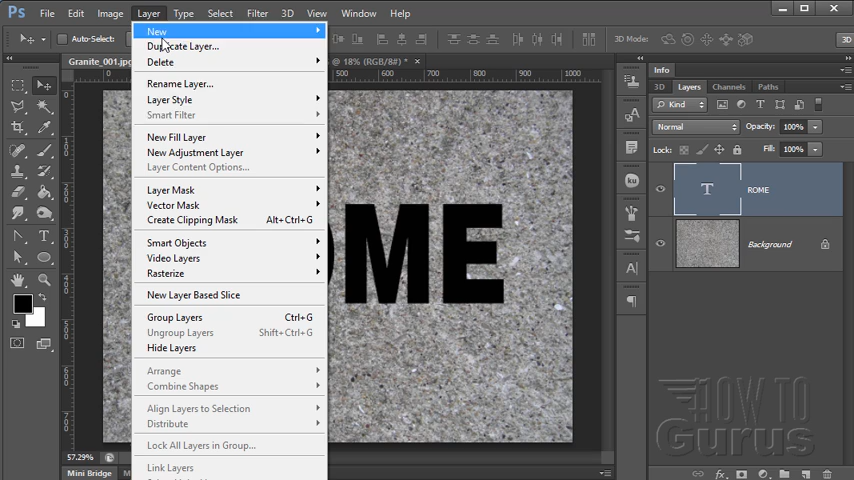 Ps File Edit Image Layer Type Select Filter 3D View Window Help
Auto-Select: 3D Mode: 3D
Granite_001.jpg @ 18% (RGB/8#) * ×
New
Duplicate Layer...
Delete
Rename Layer...
Layer Style
Smart Filter
New Fill Layer
New Adjustment Layer
Layer Content Options...
Layer Mask
Vector Mask
Create Clipping Mask Alt+Ctrl+G
Smart Objects
Video Layers
Rasterize
New Layer Based Slice
Group Layers Ctrl+G
Ungroup Layers Shift+Ctrl+G
Hide Layers
Arrange
Combine Shapes
Align Layers to Selection
Distribute
Lock All Layers in Group...
Link Layers
0 500 600 700 800 900 1000
OME
57.29%
Mini Bridge
Info
3D Layers Channels Paths
Kind
Normal Opacity: 100%
Lock: Fill: 100%
T ROME
Background
HOW TO
Gurus